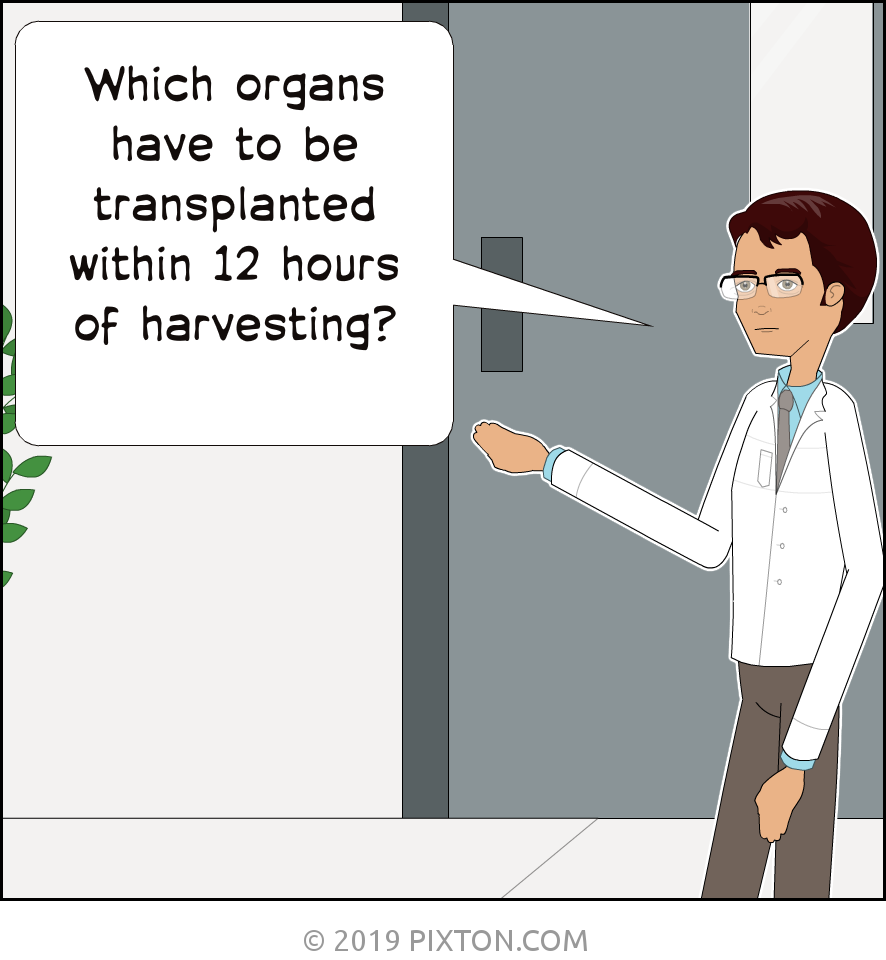 Which organs
have to be
transplanted
within 12 hours
of harvesting?
© 2019 PIXTON.COM